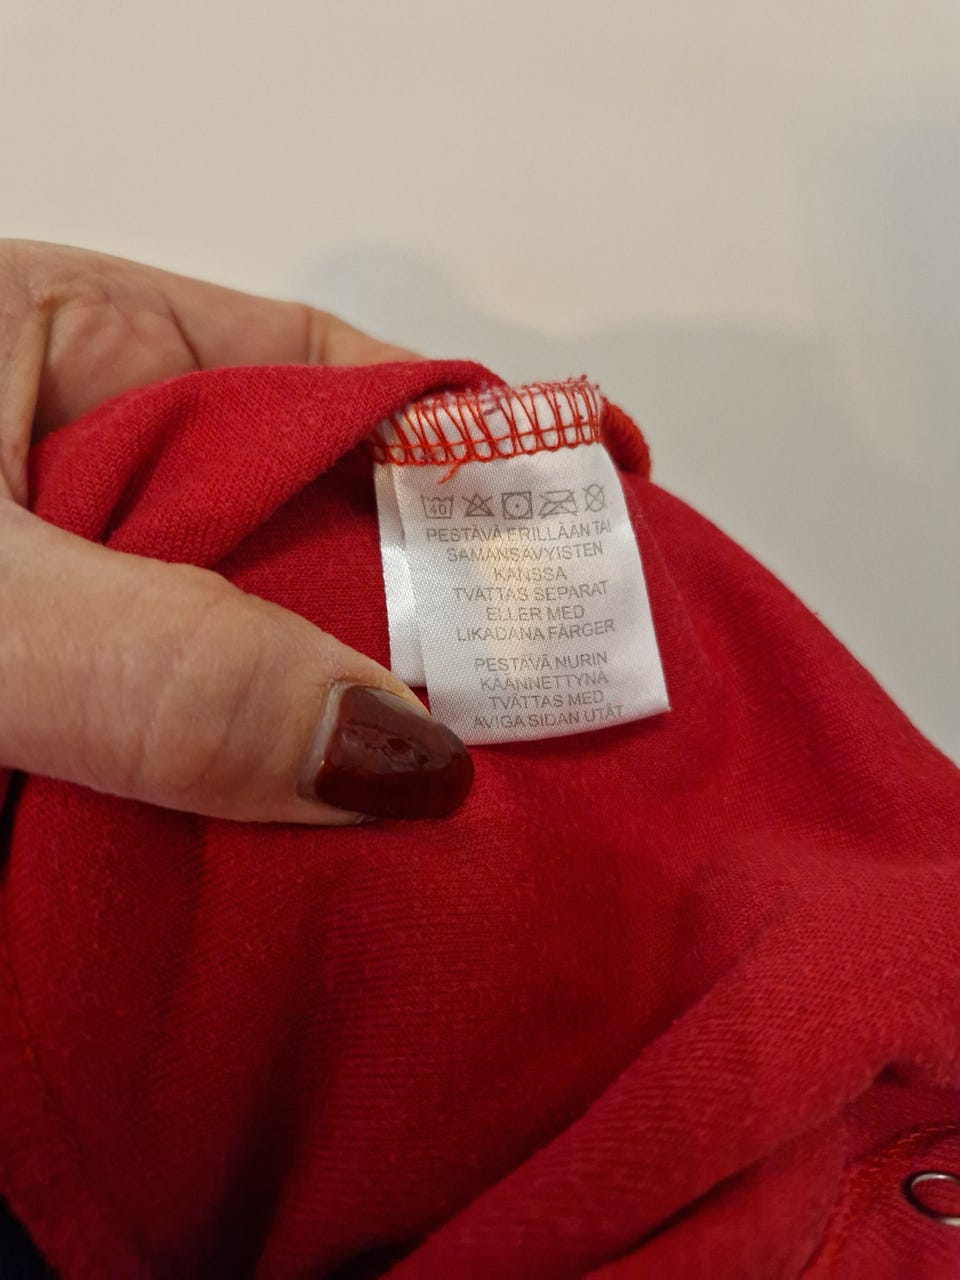 40
PESTÄVÄ ERILLÄÄN TAI
SAMANSÄVYISTEN
KANSSA
TVÄTTAS SEPARAT
ELLER MED
LIKADANA FÄRGER
PESTÄVÄ NURIN
KÄÄNNETTYNÄ
TVÄTTAS MED
AVIGA SIDAN UTÅT